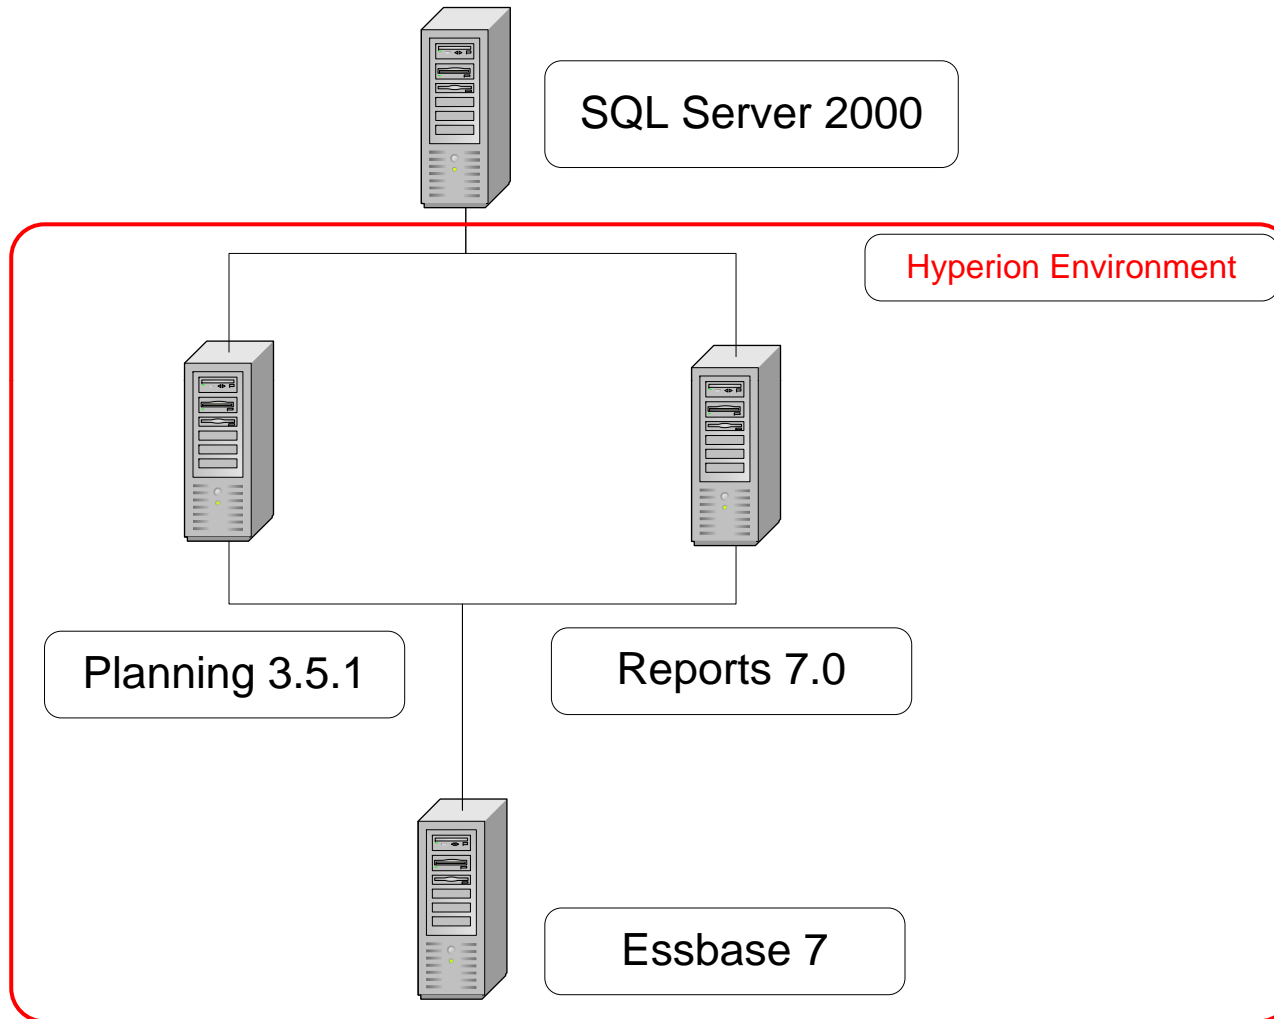 SQL Server 2000
Hyperion Environment
Planning 3.5.1
Reports 7.0
Essbase 7